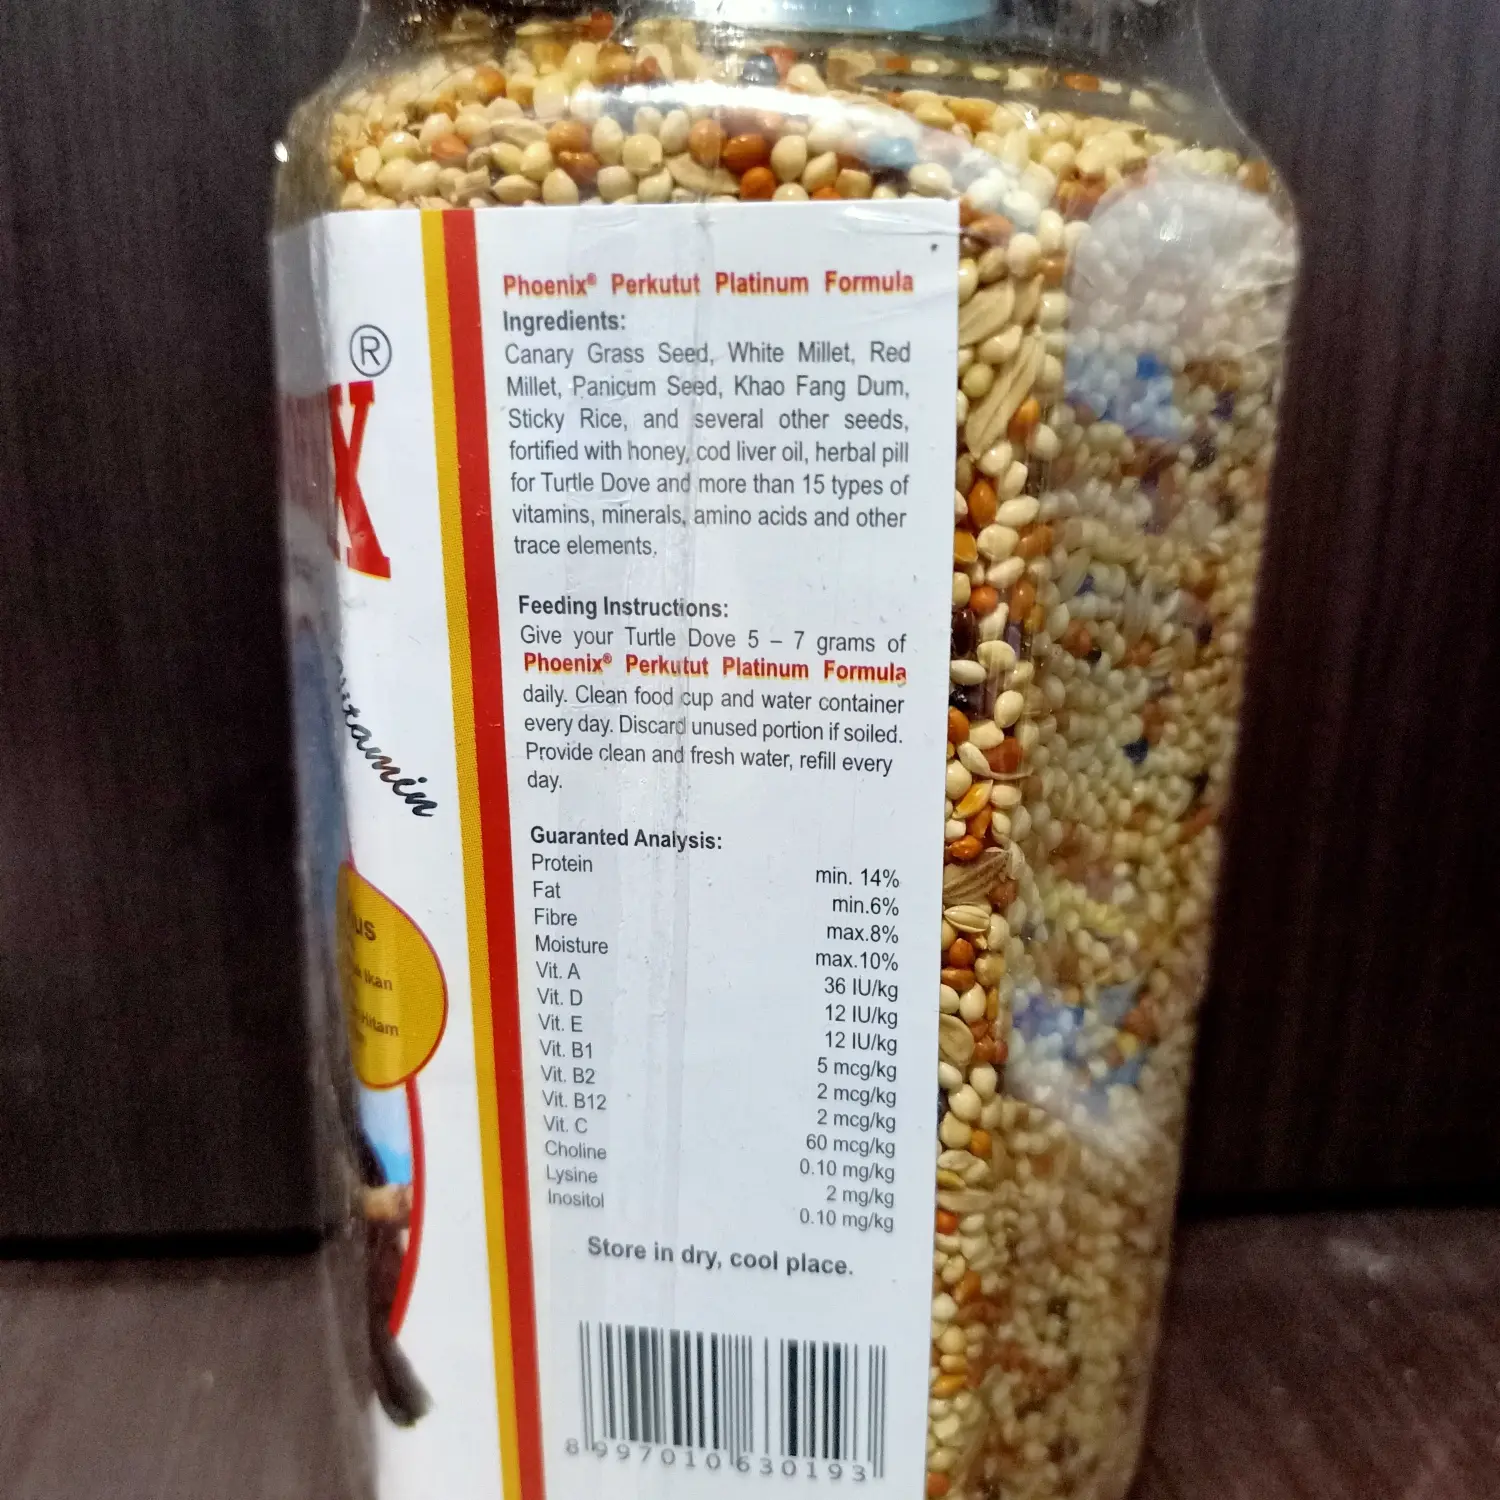 ®
X
vitamin
us
Ikan
Hitam
Phoenix® Perkutut Platinum Formula
Ingredients:
Canary Grass Seed, White Millet, Red
Millet, Panicum Seed, Khao Fang Dum,
Sticky Rice, and several other seeds,
fortified with honey, cod liver oil, herbal pill
for Turtle Dove and more than 15 types of
vitamins, minerals, amino acids and other
trace elements.
Feeding Instructions:
Give your Turtle Dove 5 – 7 grams of
Phoenix® Perkutut Platinum Formula
daily. Clean food cup and water container
every day. Discard unused portion if soiled.
Provide clean and fresh water, refill every
day.
Guaranted Analysis:
Protein min. 14%
Fat min.6%
Fibre max.8%
Moisture max.10%
Vit. A 36 IU/kg
Vit. D 12 IU/kg
Vit. E 12 IU/kg
Vit. B1 5 mcg/kg
Vit. B2 2 mcg/kg
Vit. B12 2 mcg/kg
Vit. C 60 mcg/kg
Choline 0.10 mg/kg
Lysine 2 mg/kg
Inositol 0.10 mg/kg
Store in dry, cool place.
8 997010 630193